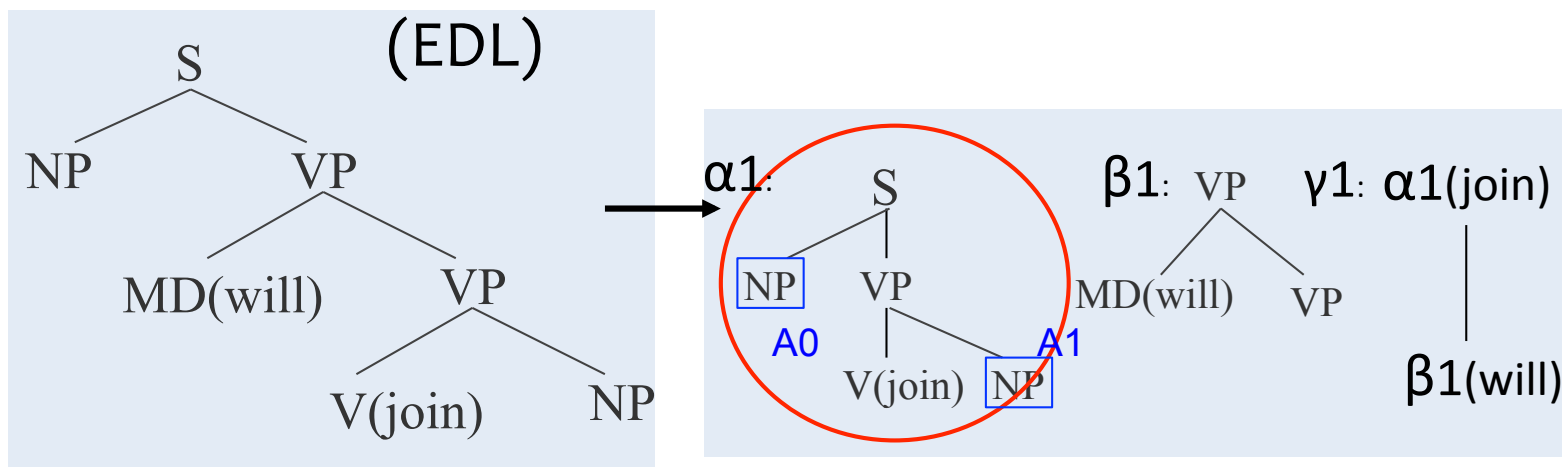 (EDL)
S
NP VP
MD(will) VP
V(join) NP
α1:
S
NP VP
A0 A1
V(join) NP
β1: VP
MD(will) VP
γ1: α1(join)
β1(will)